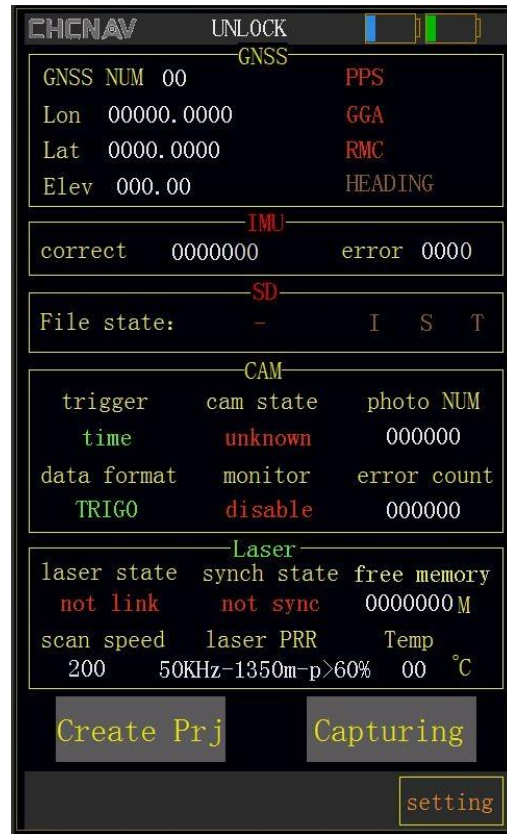 CHCNAV UNLOCK
GNSS
GNSS NUM 00 PPS
Lon 00000.0000 GGA
Lat 0000.0000 RMC
Elev 000.00 HEADING
IMU
correct 0000000 error 0000
SD
File state: - I S T
CAM
trigger cam state photo NUM
time unknown 000000
data format monitor error count
TRIGO disable 000000
Laser
laser state synch state free memory
not link not sync 0000000 M
scan speed laser PRR Temp
200 50KHz-1350m-p>60% 00 ℃
Create Prj Capturing
setting